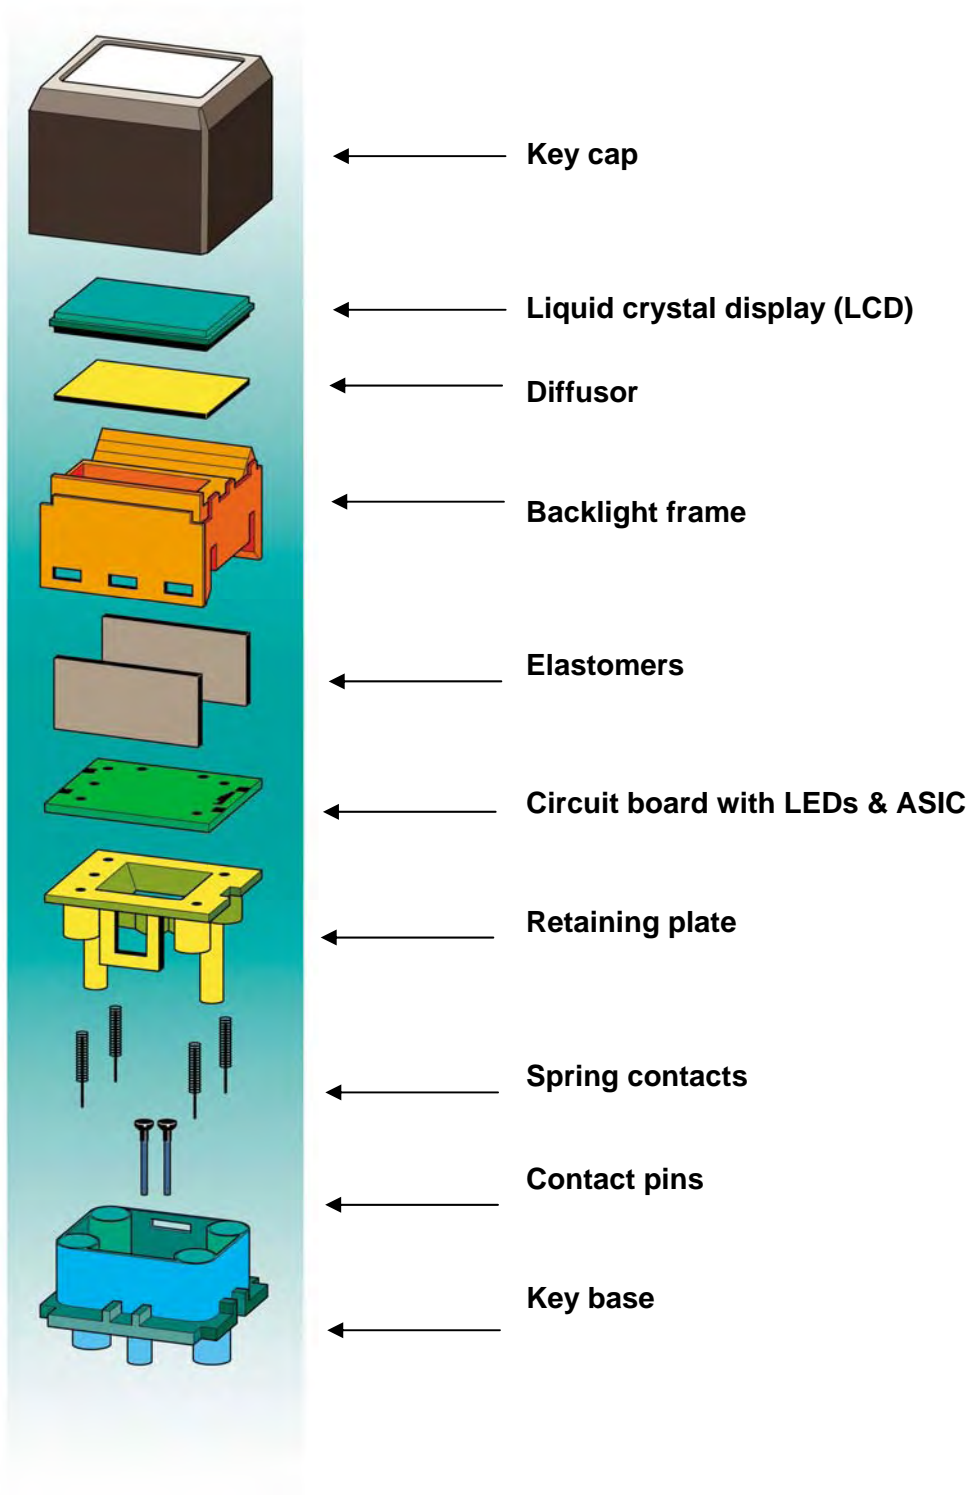 Key cap
Liquid crystal display (LCD)
Diffusor
Backlight frame
Elastomers
Circuit board with LEDs & ASIC
Retaining plate
Spring contacts
Contact pins
Key base